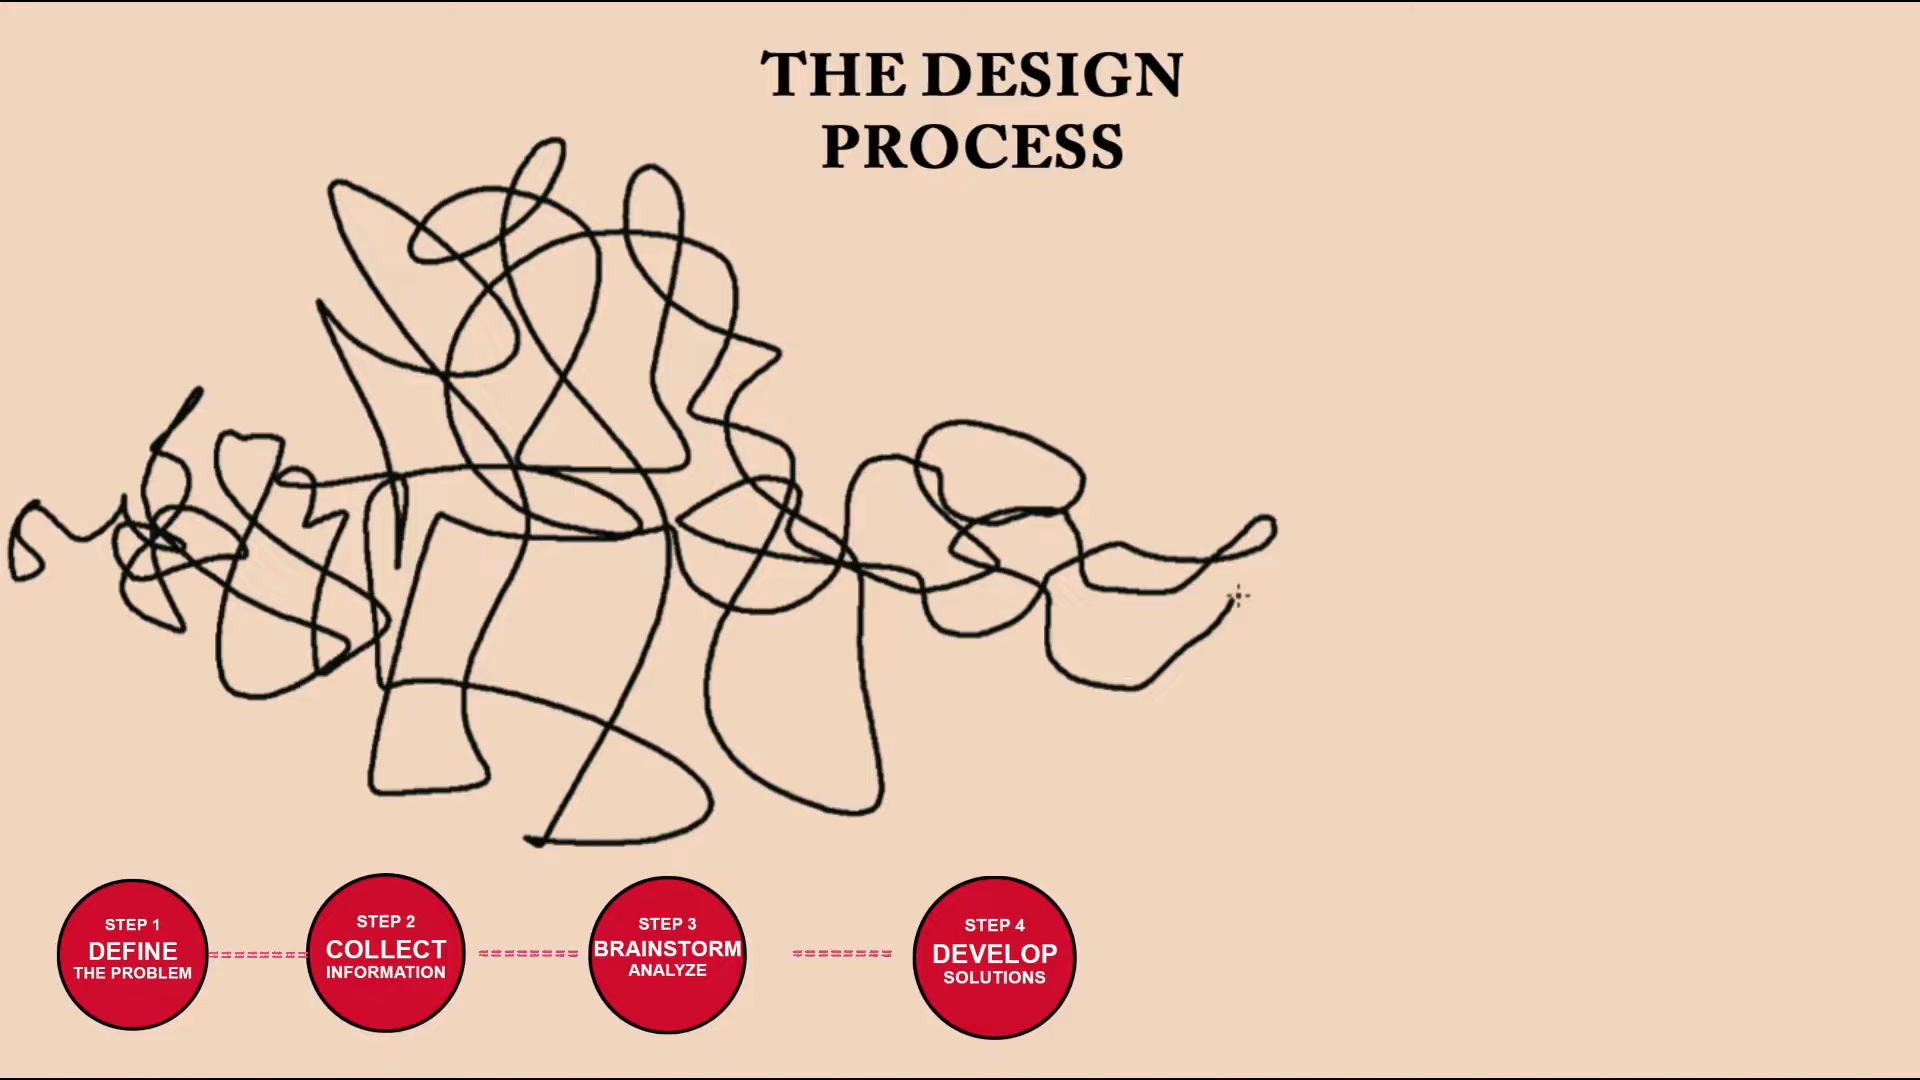 THE DESIGN
PROCESS
STEP 1
DEFINE
THE PROBLEM
STEP 2
COLLECT
INFORMATION
STEP 3
BRAINSTORM
ANALYZE
STEP 4
DEVELOP
SOLUTIONS